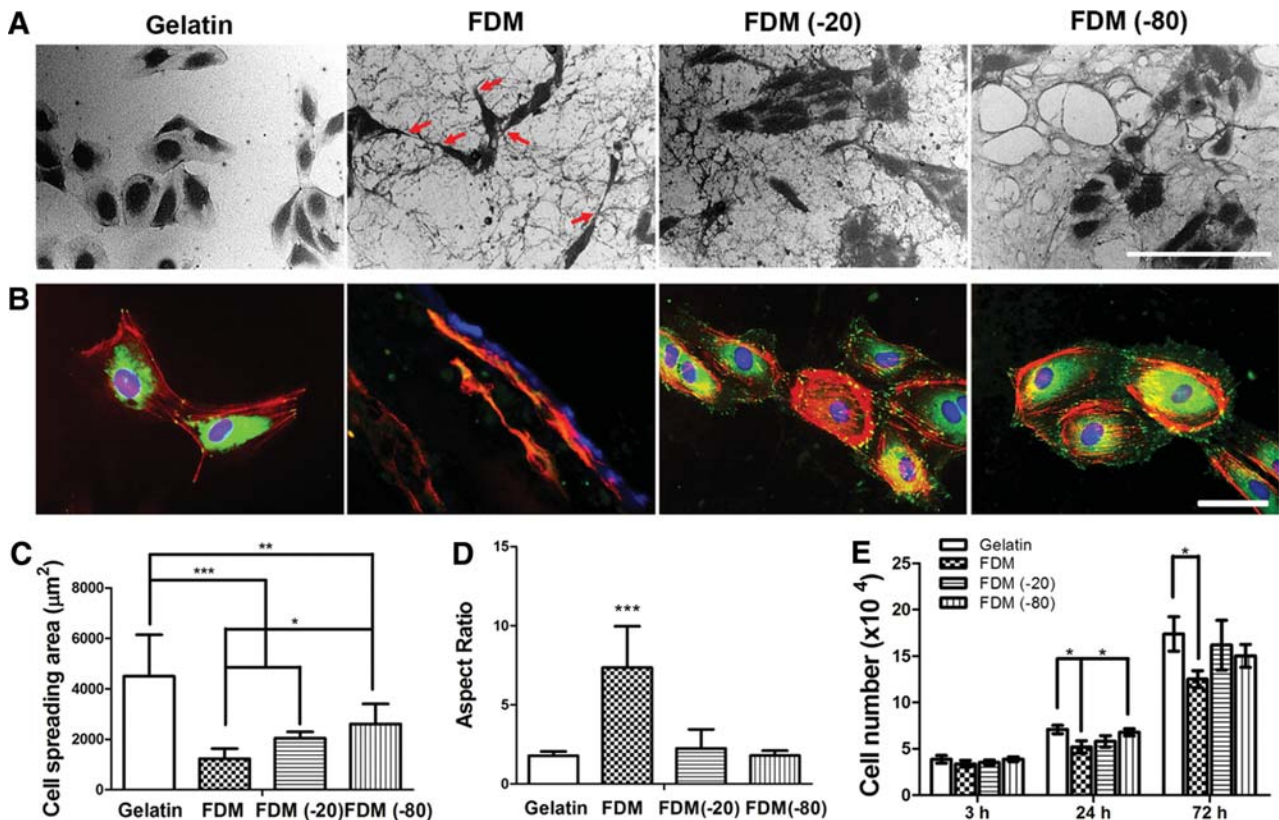 Gelatin FDM FDM (-20) FDM (-80)
A
B
C
Cell spreading area (μm²)
8000
6000
4000
2000
0
**
***
*
Gelatin FDM FDM (-20) FDM (-80)
D
Aspect Ratio
15
10
5
0
***
Gelatin FDM FDM(-20) FDM(-80)
E
Cell number (x10⁴)
25
20
15
10
5
0
Gelatin
FDM
FDM (-20)
FDM (-80)
* *
*
3 h 24 h 72 h